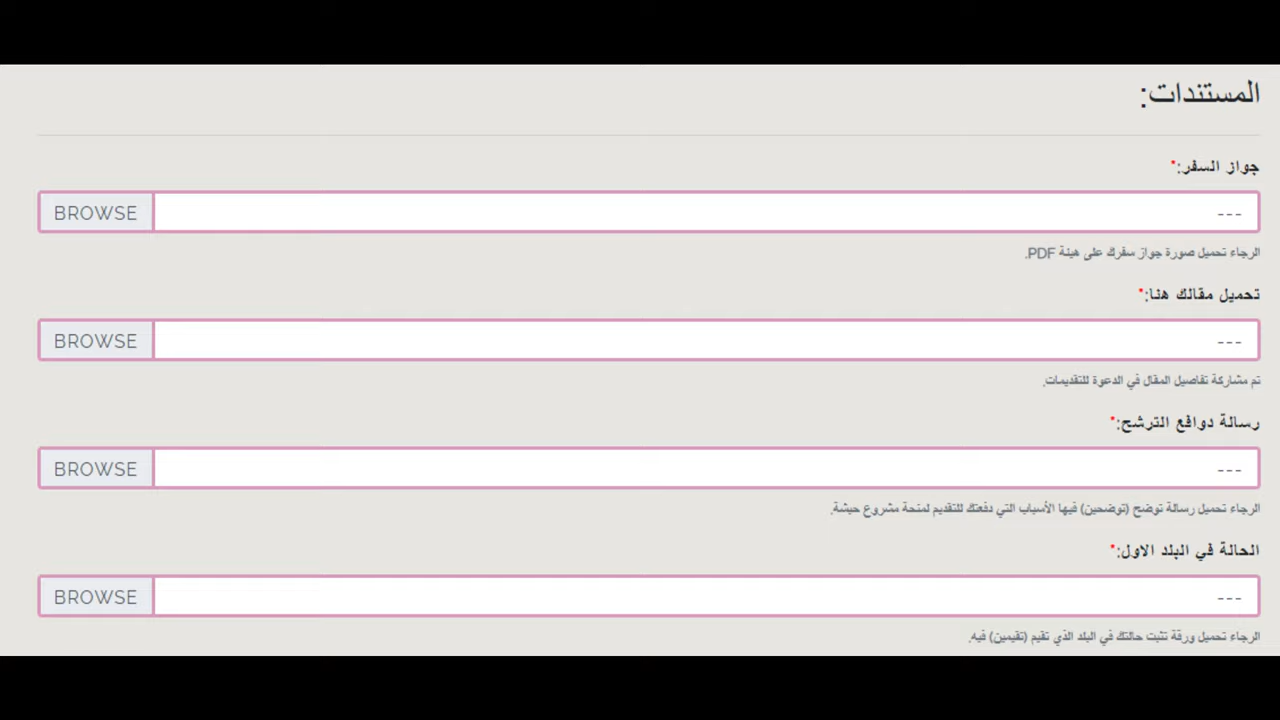 المستندات:
جواز السفر:*
--- BROWSE
الرجاء تحميل صورة جواز سفرك على هيئة PDF.
تحميل مقالك هنا:*
--- BROWSE
تم مشاركة تفاصيل المقال في الدعوة للتقديمات.
رسالة دوافع الترشح:*
--- BROWSE
الرجاء تحميل رسالة توضح (توضحين) فيها الأسباب التي دفعتك للتقديم لمنحة مشروع حبشة.
الحالة في البلد الاول:*
--- BROWSE
الرجاء تحميل ورقة تثبت حالتك في البلد الذي تقيم (تقيمين) فيه.